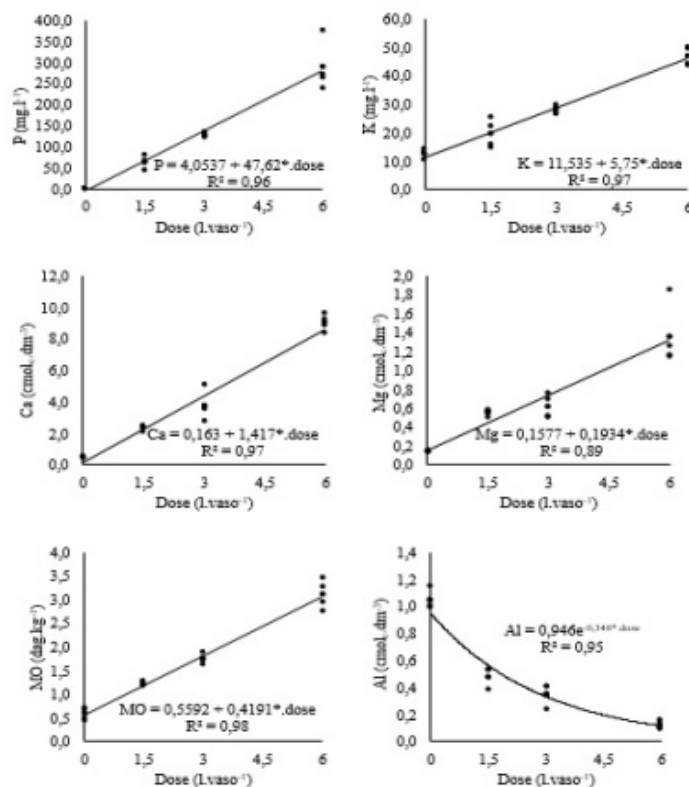 400,0
350,0
300,0
250,0
200,0
150,0
100,0
50,0
0,0
P (mg.l⁻¹)
P = 4,0537 + 47,62*.dose
R² = 0,96
0 1,5 3 4,5 6
Dose (l.vaso⁻¹)
60,0
50,0
40,0
30,0
20,0
10,0
0,0
K (mg.l⁻¹)
K = 11,535 + 5,75*.dose
R² = 0,97
0 1,5 3 4,5 6
Dose (l.vaso⁻¹)
12,0
10,0
8,0
6,0
4,0
2,0
0,0
Ca (cmolc.dm⁻³)
Ca = 0,163 + 1,417*.dose
R² = 0,97
0 1,5 3 4,5 6
Dose (l.vaso⁻¹)
2,0
1,8
1,6
1,4
1,2
1,0
0,8
0,6
0,4
0,2
0,0
Mg (cmolc.dm⁻³)
Mg = 0,1577 + 0,1934*.dose
R² = 0,89
0 1,5 3 4,5 6
Dose (l.vaso⁻¹)
4,0
3,5
3,0
2,5
2,0
1,5
1,0
0,5
0,0
MO (dag.kg⁻¹)
MO = 0,5592 + 0,4191*.dose
R² = 0,98
0 1,5 3 4,5 6
Dose (l.vaso⁻¹)
1,4
1,2
1,0
0,8
0,6
0,4
0,2
0,0
Al (cmolc.dm⁻³)
Al = 0,946e
R² = 0,95
0 1,5 3 4,5 6
Dose (l.vaso⁻¹)